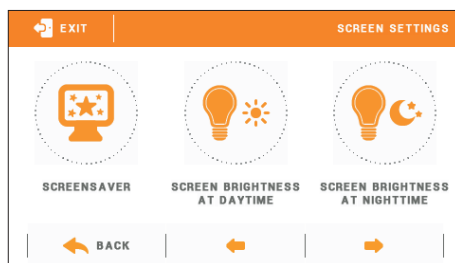 EXIT
SCREEN SETTINGS
SCREENSAVER
SCREEN BRIGHTNESS
AT DAYTIME
SCREEN BRIGHTNESS
AT NIGHTTIME
BACK